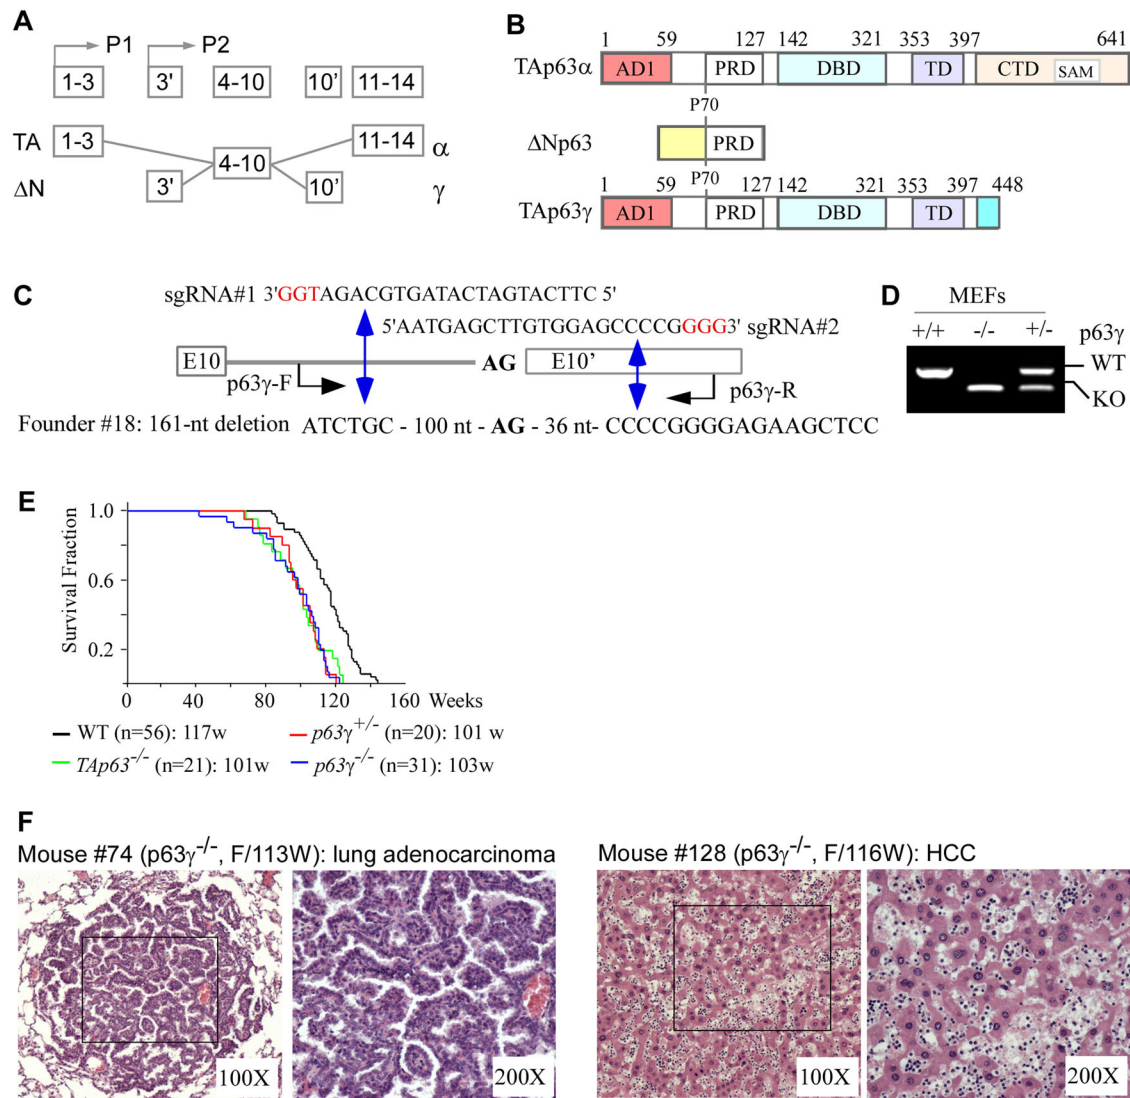 A
P1 P2
1-3 3' 4-10 10' 11-14
TA 1-3 11-14 α
4-10
ΔN 3' 10' γ
B
1 59 127 142 321 353 397 641
TAp63α AD1 PRD DBD TD CTD SAM
P70
ΔNp63 PRD
P70
1 59 127 142 321 353 397 448
TAp63γ AD1 PRD DBD TD
C
sgRNA#1 3'GGTAGACGTGATACTAGTACTTC 5'
5'AATGAGCTTGTGGAGCCCCGGGG3' sgRNA#2
E10 AG E10’
p63γ-F p63γ-R
Founder #18: 161-nt deletion ATCTGC - 100 nt - AG - 36 nt- CCCCGGGGAGAAGCTCC
D
MEFs
+/+ -/- +/- p63γ
WT
KO
E
Survival Fraction
1.0
0.6
0.2
0 40 80 120 160 Weeks
WT (n=56): 117w
p63γ+/- (n=20): 101 w
TAp63-/- (n=21): 101w
p63γ-/- (n=31): 103w
F
Mouse #74 (p63γ-/-, F/113W): lung adenocarcinoma
100X 200X
Mouse #128 (p63γ-/-, F/116W): HCC
100X 200X